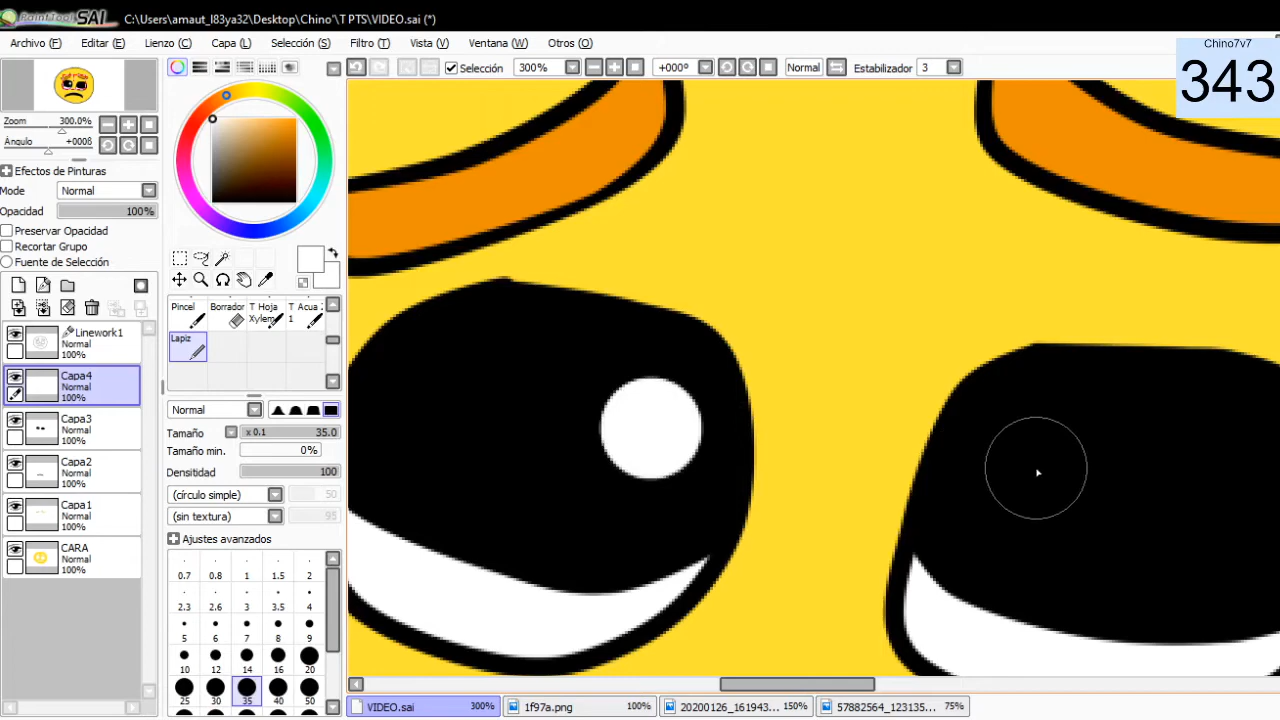 PaintTool SAI C:\Users\amaut_l83ya32\Desktop\Chino'\T PTS\VIDEO.sai (*)
Archivo (F) Editar (E) Lienzo (C) Capa (L) Selección (S) Filtro (T) Vista (V) Ventana (W) Otros (O)
Chino7v7
343
Selección 300% +000º Normal Estabilizador 3
Zoom 300.0%
Ángulo +000º
Efectos de Pinturas
Mode Normal
Opacidad 100%
Preservar Opacidad
Recortar Grupo
Fuente de Selección
Linework1
Normal
100%
Capa4
Normal
100%
Capa3
Normal
100%
Capa2
Normal
100%
Capa1
Normal
100%
CARA
Normal
100%
Pincel Borrador T Hoja T Acua
Xylem 1
Lapiz
Normal
Tamaño x 0.1 35.0
Tamaño min. 0%
Densitidad 100
(círculo simple) 50
(sin textura) 95
Ajustes avanzados
0.7 0.8 1 1.5 2
2.3 2.6 3 3.5 4
5 6 7 8 9
10 12 14 16 20
25 30 35 40 50
VIDEO.sai 300% 1f97a.png 100% 20200126_161943... 150% 57882564_123135... 75%